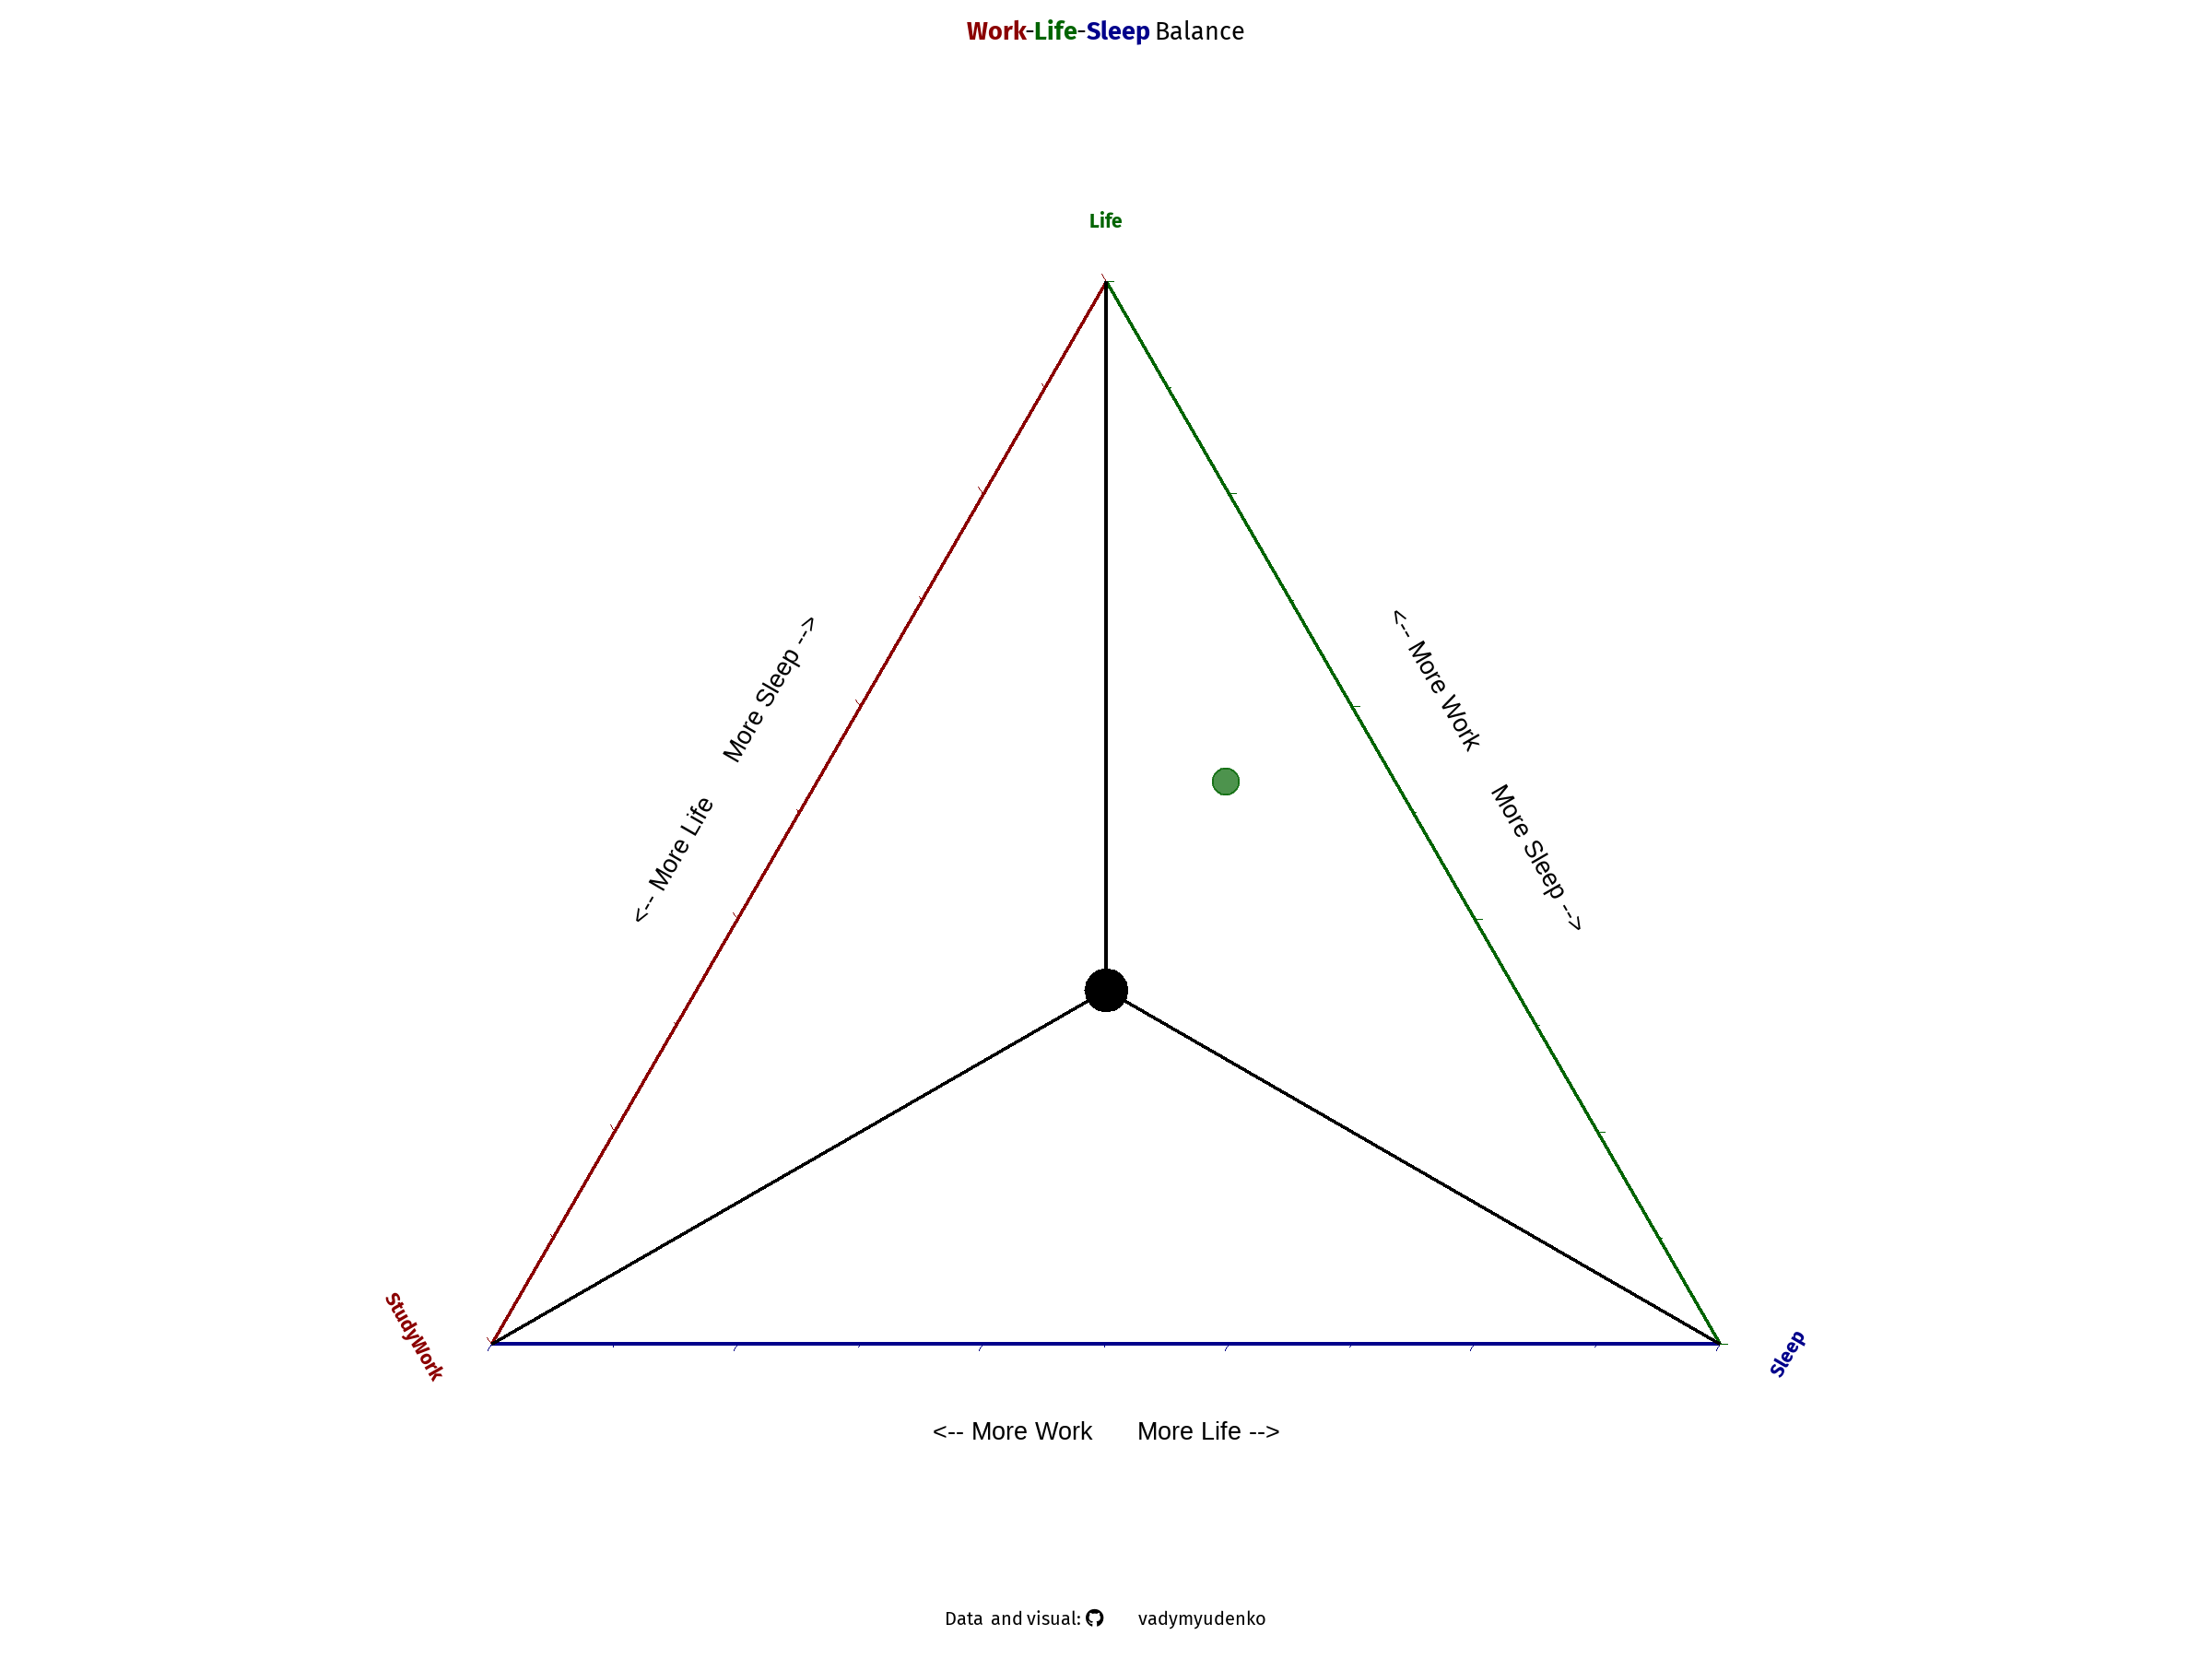 Work-Life-Sleep Balance
Life
<-- More Life More Sleep -->
<-- More Work More Sleep -->
StudyWork
Sleep
<-- More Work More Life -->
Data and visual: vadymyudenko